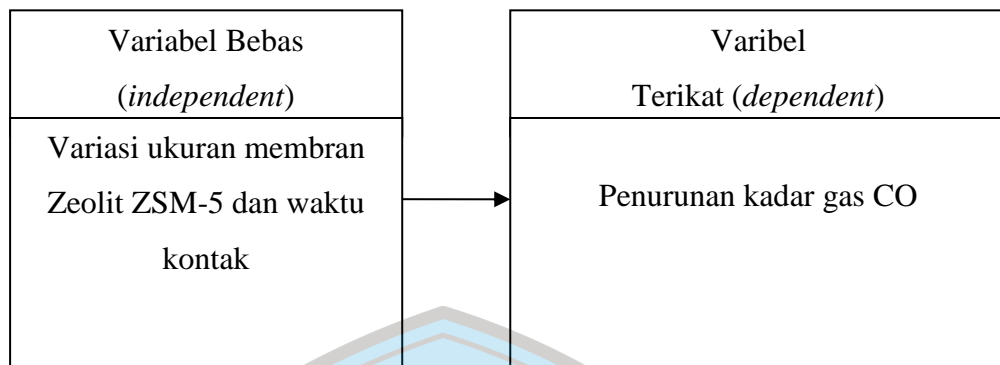 Variabel Bebas
(independent)
Variasi ukuran membran
Zeolit ZSM-5 dan waktu
kontak
Varibel
Terikat (dependent)
Penurunan kadar gas CO